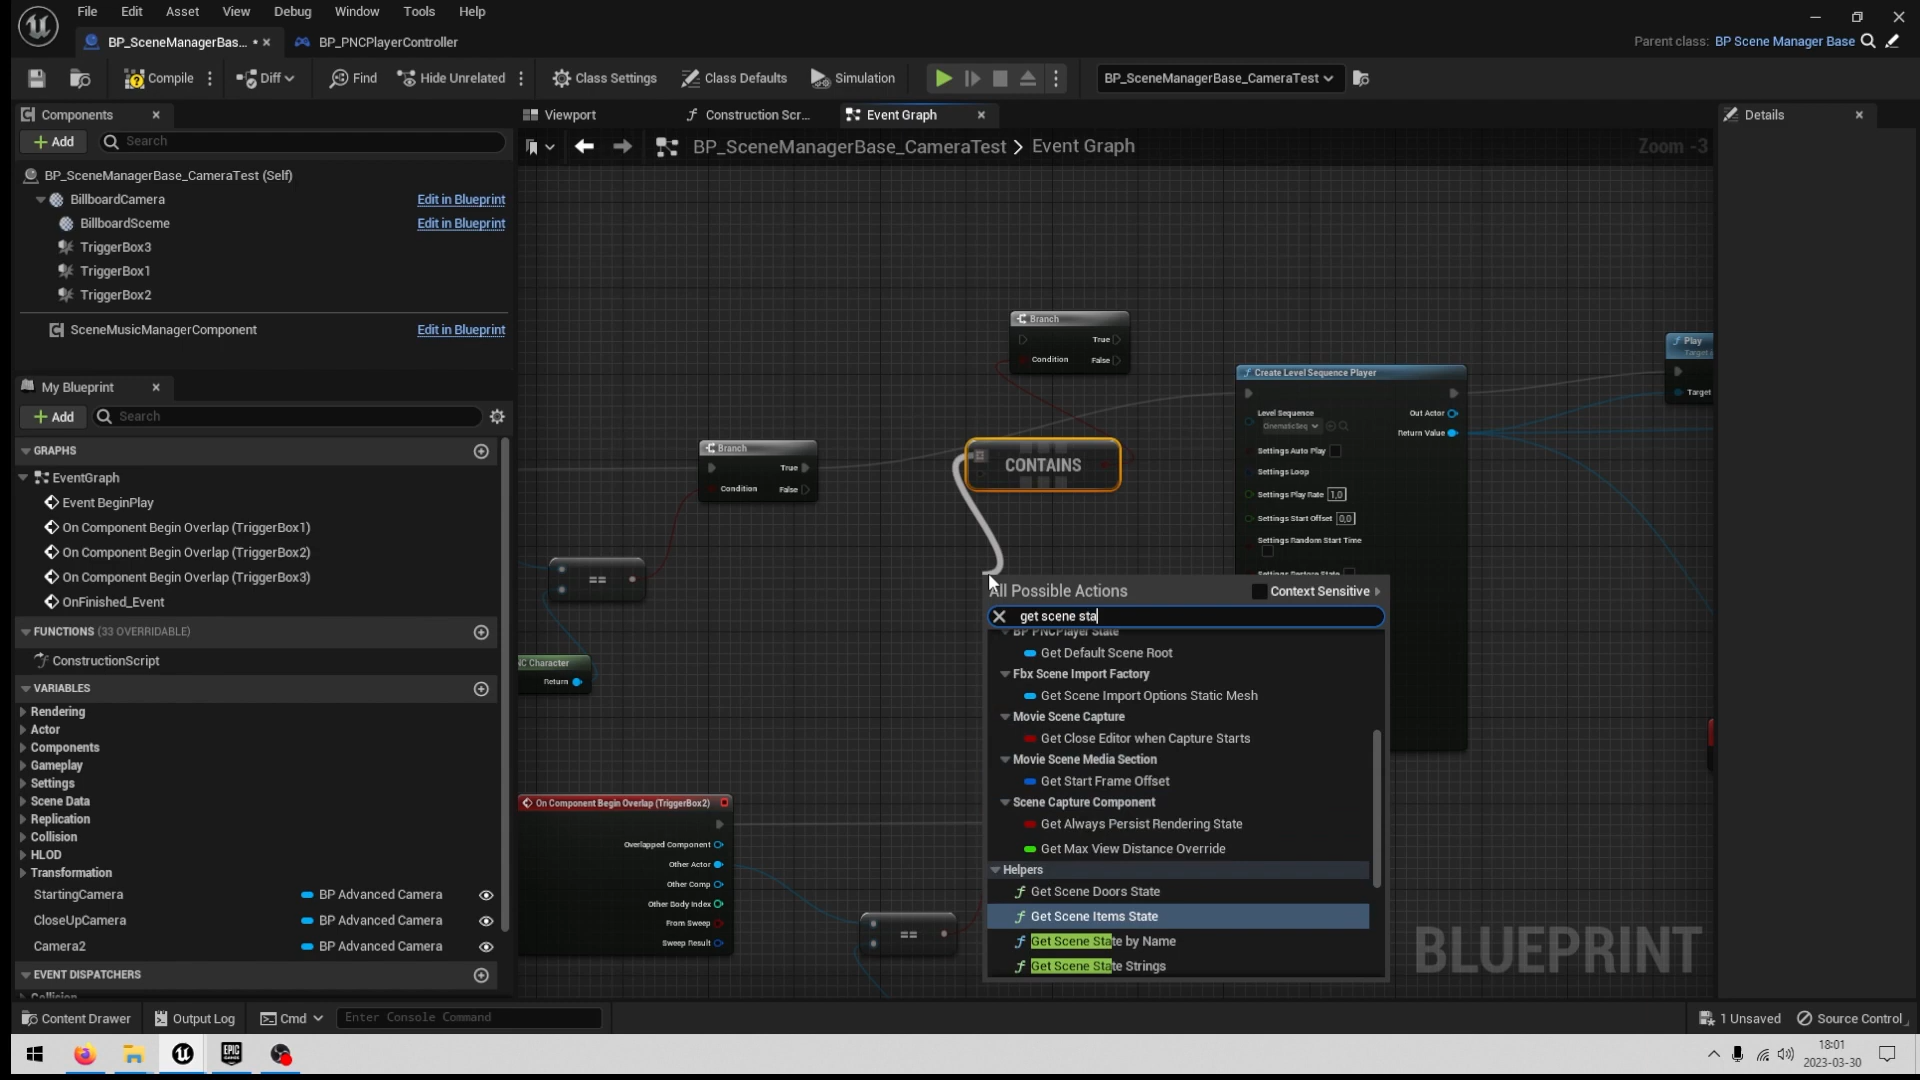 File Edit Asset View Debug Window Tools Help
BP_SceneManagerBas... • ×
BP_PNCPlayerController
Parent class: BP Scene Manager Base
Compile
Diff
Find
Hide Unrelated
Class Settings
Class Defaults
Simulation
BP_SceneManagerBase_CameraTest
Components
Add
Search
BP_SceneManagerBase_CameraTest (Self)
BillboardCamera Edit in Blueprint
BillboardSceme Edit in Blueprint
TriggerBox3
TriggerBox1
TriggerBox2
SceneMusicManagerComponent Edit in Blueprint
My Blueprint
Add
Search
GRAPHS
EventGraph
Event BeginPlay
On Component Begin Overlap (TriggerBox1)
On Component Begin Overlap (TriggerBox2)
On Component Begin Overlap (TriggerBox3)
OnFinished_Event
FUNCTIONS (33 OVERRIDABLE)
ConstructionScript
VARIABLES
Rendering
Actor
Components
Gameplay
Settings
Scene Data
Replication
Collision
HLOD
Transformation
StartingCamera BP Advanced Camera
CloseUpCamera BP Advanced Camera
Camera2 BP Advanced Camera
EVENT DISPATCHERS
Collision
Viewport
Construction Scr...
Event Graph
BP_SceneManagerBase_CameraTest > Event Graph
Zoom -3
Details
Branch
True
Condition
False
Branch
True
Condition
False
CONTAINS
==
NC Character
Return
On Component Begin Overlap (TriggerBox2)
Overlapped Component
Other Actor
Other Comp
Other Body Index
From Sweep
Sweep Result
==
Create Level Sequence Player
Level Sequence
CinematicSeq
Out Actor
Return Value
Settings Auto Play
Settings Loop
Settings Play Rate 1,0
Settings Start Offset 0,0
Settings Random Start Time
Settings Restore State
Play
Target
Target
All Possible Actions
Context Sensitive
get scene sta
BP PNCPlayer State
Get Default Scene Root
Fbx Scene Import Factory
Get Scene Import Options Static Mesh
Movie Scene Capture
Get Close Editor when Capture Starts
Movie Scene Media Section
Get Start Frame Offset
Scene Capture Component
Get Always Persist Rendering State
Get Max View Distance Override
Helpers
Get Scene Doors State
Get Scene Items State
Get Scene State by Name
Get Scene State Strings
BLUEPRINT
Content Drawer
Output Log
Cmd
Enter Console Command
1 Unsaved
Source Control
EPIC GAMES
18:01
2023-03-30